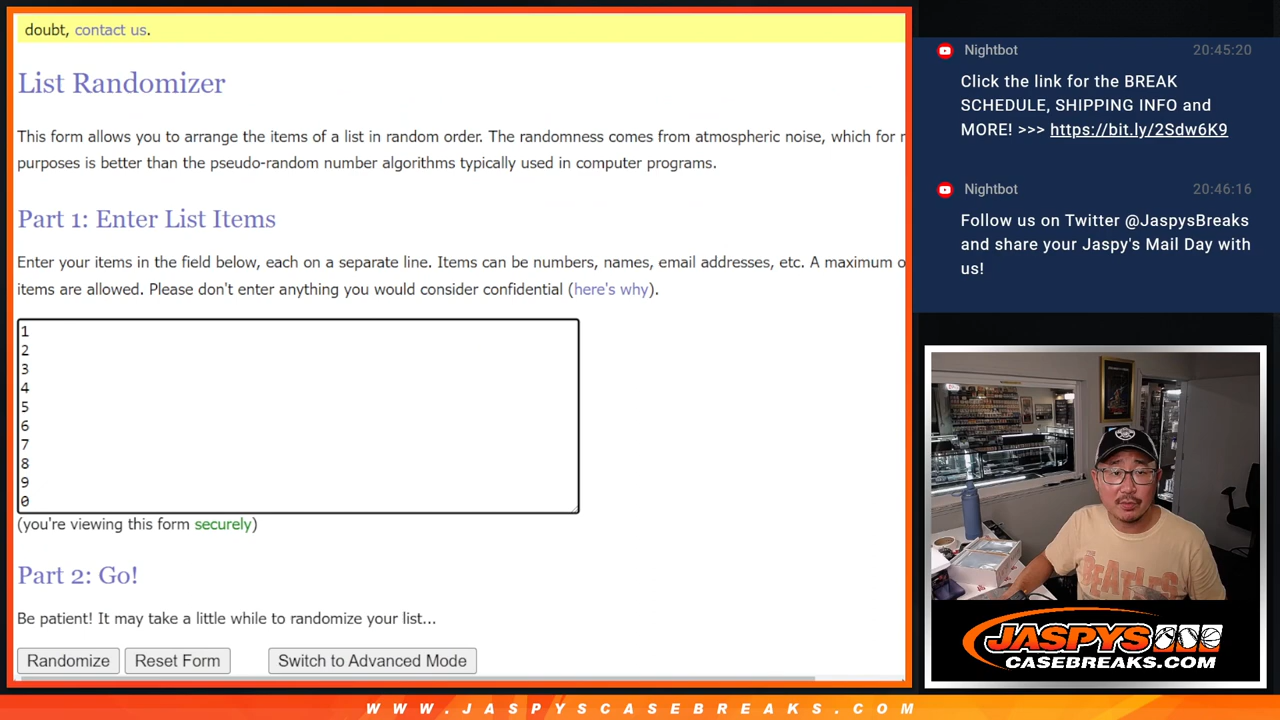 doubt, contact us.
List Randomizer
This form allows you to arrange the items of a list in random order. The randomness comes from atmospheric noise, which for
purposes is better than the pseudo-random number algorithms typically used in computer programs.
Part 1: Enter List Items
Enter your items in the field below, each on a separate line. Items can be numbers, names, email addresses, etc. A maximum
items are allowed. Please don't enter anything you would consider confidential (here's why).
1
2
3
4
5
6
7
8
9
0
(you're viewing this form securely)
Part 2: Go!
Be patient! It may take a little while to randomize your list...
Randomize Reset Form Switch to Advanced Mode
Nightbot 20:45:20
Click the link for the BREAK
SCHEDULE, SHIPPING INFO and
MORE! >>> https://bit.ly/2Sdw6K9
Nightbot 20:46:16
Follow us on Twitter @JaspysBreaks
and share your Jaspy's Mail Day with
us!
BEATLES
JASPYS
CASEBREAKS.COM
WWW.JASPYSCASEBREAKS.COM